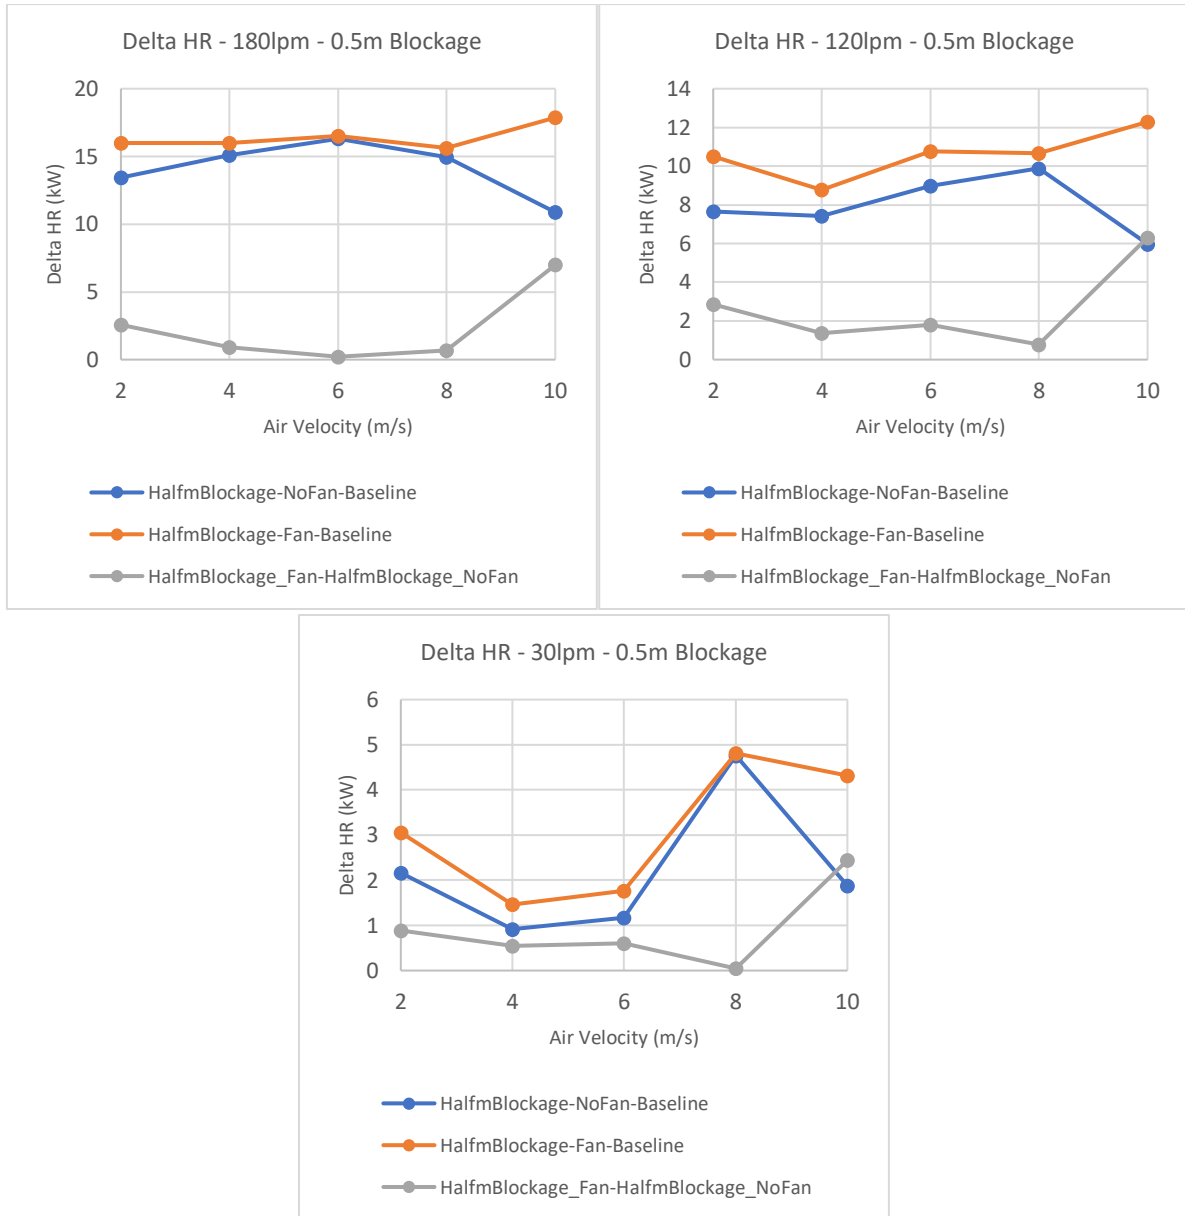 Delta HR - 180lpm - 0.5m Blockage
20
15
10
5
0
Delta HR (kW)
2 4 6 8 10
Air Velocity (m/s)
HalfmBlockage-NoFan-Baseline
HalfmBlockage-Fan-Baseline
HalfmBlockage_Fan-HalfmBlockage_NoFan
Delta HR - 120lpm - 0.5m Blockage
14
12
10
8
6
4
2
0
Delta HR (kW)
2 4 6 8 10
Air Velocity (m/s)
HalfmBlockage-NoFan-Baseline
HalfmBlockage-Fan-Baseline
HalfmBlockage_Fan-HalfmBlockage_NoFan
Delta HR - 30lpm - 0.5m Blockage
6
5
4
3
2
1
0
Delta HR (kW)
2 4 6 8 10
Air Velocity (m/s)
HalfmBlockage-NoFan-Baseline
HalfmBlockage-Fan-Baseline
HalfmBlockage_Fan-HalfmBlockage_NoFan